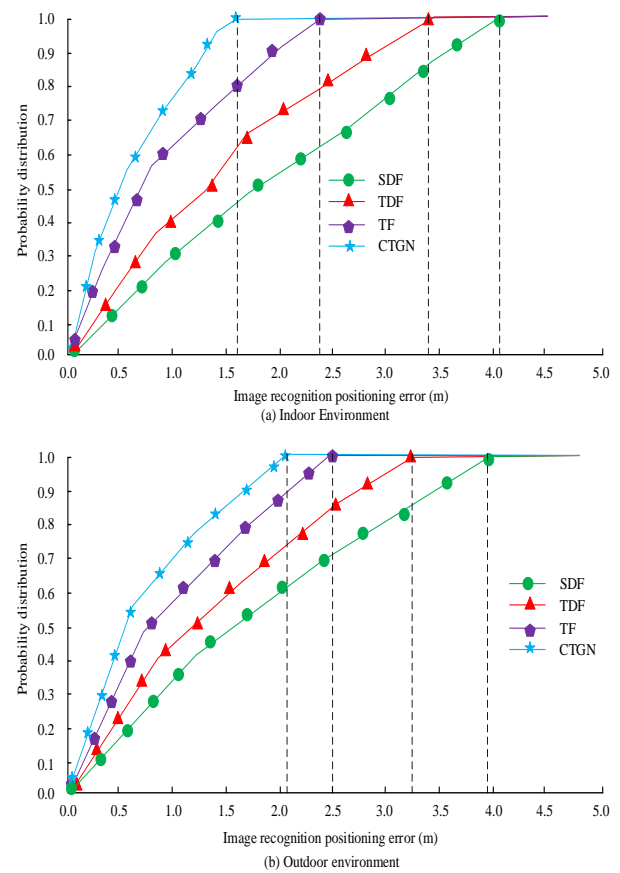 Probability distribution
1.0
0.9
0.8
0.7
0.6
0.5
0.4
0.3
0.2
0.1
0.0
SDF
TDF
TF
CTGN
0.0 0.5 1.0 1.5 2.0 2.5 3.0 3.5 4.0 4.5 5.0
Image recognition positioning error (m)
(a) Indoor Environment
Probability distribution
1.0
0.9
0.8
0.7
0.6
0.5
0.4
0.3
0.2
0.1
0.0
SDF
TDF
TF
CTGN
0.0 0.5 1.0 1.5 2.0 2.5 3.0 3.5 4.0 4.5 5.0
Image recognition positioning error (m)
(b) Outdoor environment